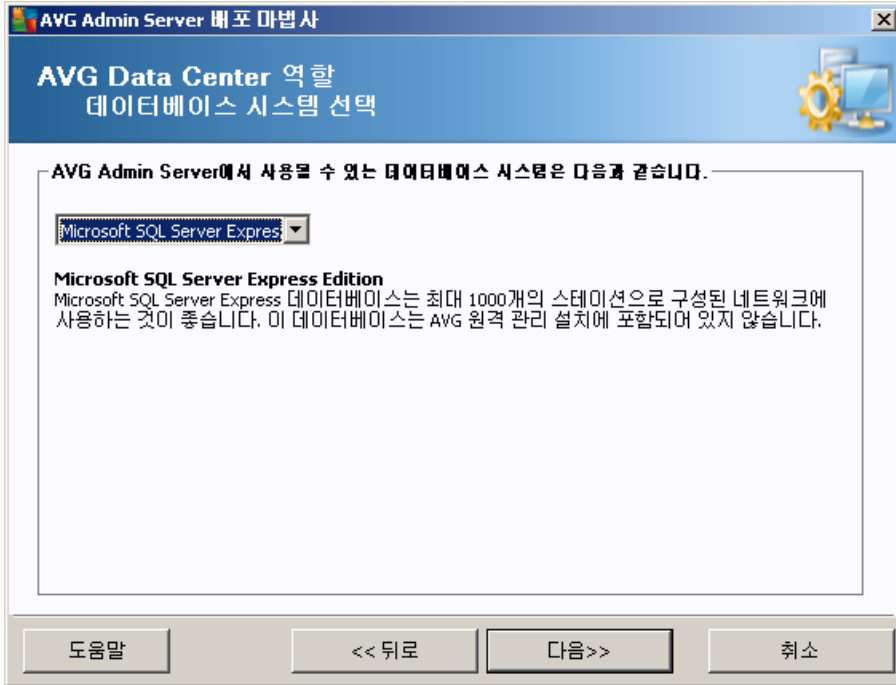 AVG Admin Server 배포 마법사
AVG Data Center 역할
데이터베이스 시스템 선택
AVG Admin Server에서 사용될 수 있는 데이터베이스 시스템은 다음과 같습니다.
Microsoft SQL Server Expres
Microsoft SQL Server Express Edition
Microsoft SQL Server Express 데이터베이스는 최대 1000개의 스테이션으로 구성된 네트워크에
사용하는 것이 좋습니다. 이 데이터베이스는 AVG 원격 관리 설치에 포함되어 있지 않습니다.
도움말
<< 뒤로
다음>>
취소